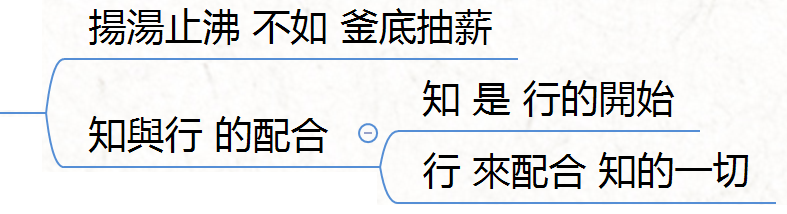 揚湯止沸 不如 釜底抽薪
知與行 的配合
知 是 行的開始
行 來配合 知的一切